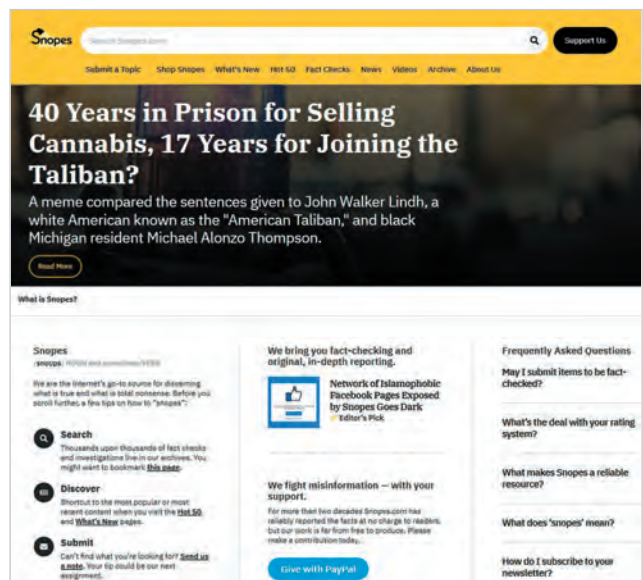 Snopes
Search Snopes.com
Support Us
Submit a Topic Shop Snopes What's New Hot 50 Fact Checks News Videos Archive About Us
40 Years in Prison for Selling
Cannabis, 17 Years for Joining the
Taliban?
A meme compared the sentences given to John Walker Lindh, a
white American known as the "American Taliban," and black
Michigan resident Michael Alonzo Thompson.
Read More
What is Snopes?
Snopes
NOUN and sometimes VERB
We are the internet's go-to source for discerning
what is true and what is total nonsense. Before you
scroll further, a few tips on how to "snopes":
Search
Thousands upon thousands of fact checks
and investigations live in our archives. You
might want to bookmark this page.
Discover
Shortcut to the most popular or most
recent content when you visit the Hot 50
and What's New pages.
Submit
Can't find what you're looking for? Send us
a note. Your tip could be our next
assignment.
We bring you fact-checking and
original, in-depth reporting.
Network of Islamophobic
Facebook Pages Exposed
by Snopes Goes Dark
Editor's Pick
We fight misinformation — with your
support.
For more than two decades Snopes.com has
reliably reported the facts at no charge to readers,
but our work is far from free to produce. Please
make a contribution today.
Give with PayPal
Frequently Asked Questions
May I submit items to be fact-
checked?
What's the deal with your rating
system?
What makes Snopes a reliable
resource?
What does 'snopes' mean?
How do I subscribe to your
newsletter?